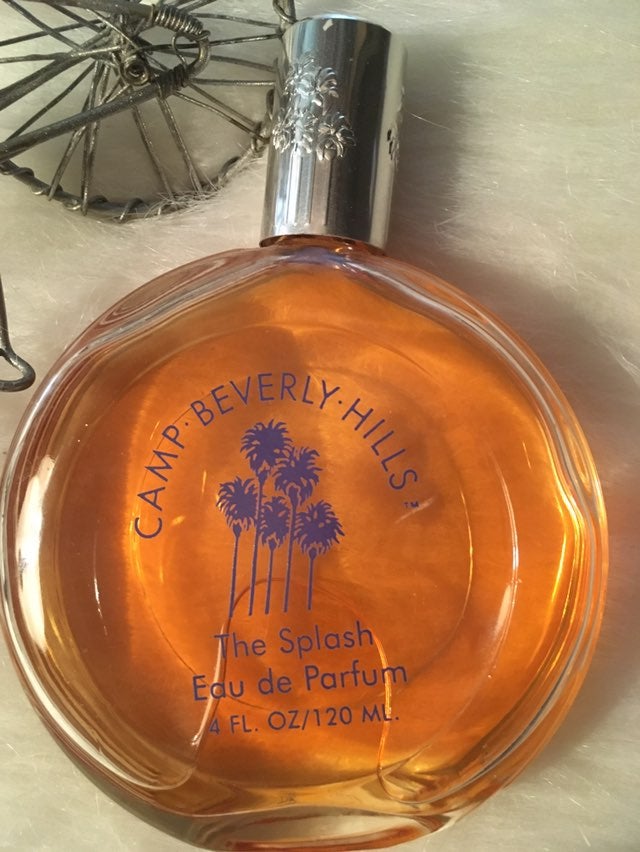 CAMP·BEVERLY·HILLS™
The Splash
Eau de Parfum
4 FL. OZ/120 ML.